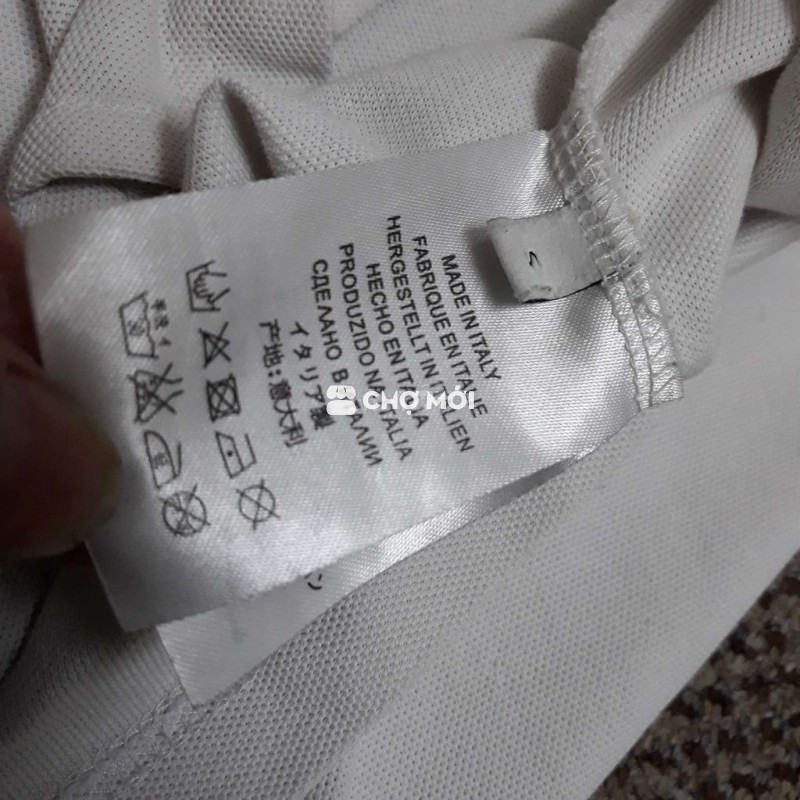 MADE IN ITALY
FABRIQUE EN ITALIE
HERGESTELLT IN ITALIEN
HECHO EN ITALIA
PRODUZIDO NA ITALIA
СДЕЛАНО В ИТАЛИИ
イタリア製
产地:意大利
CHỢ MỚI
ン